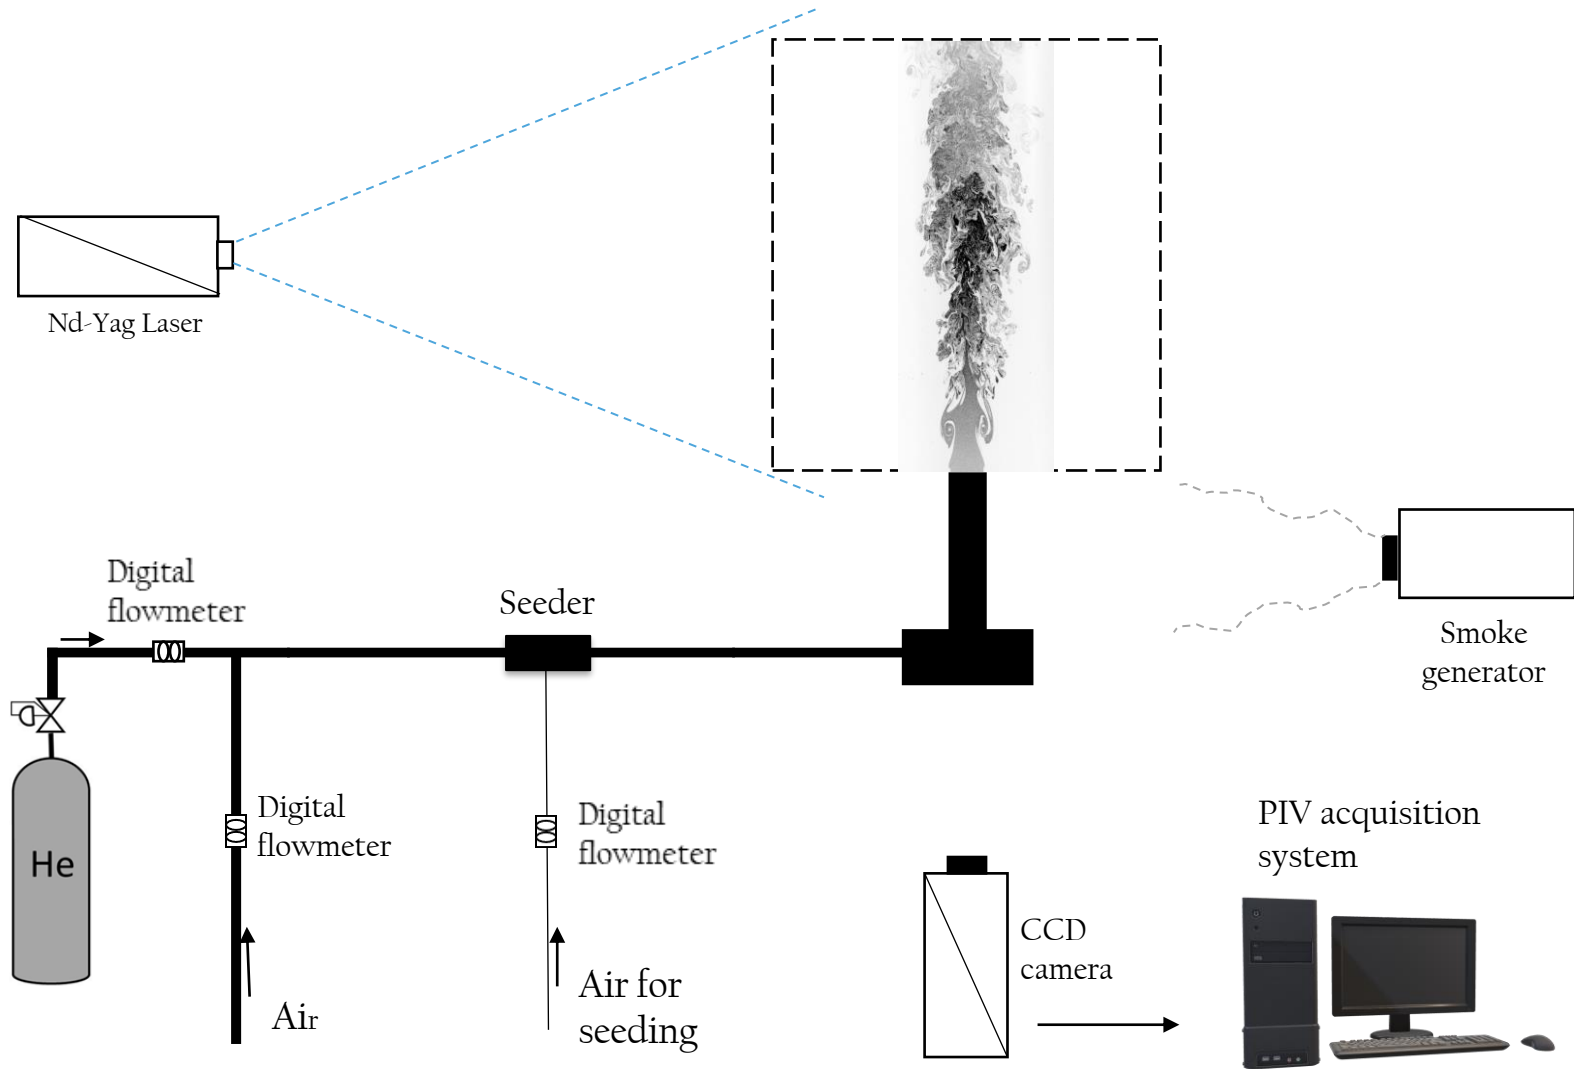 Nd-Yag Laser
Digital
flowmeter
Seeder
Smoke
generator
Digital
flowmeter
Digital
flowmeter
PIV acquisition
system
He
CCD
camera
Air for
seeding
Air